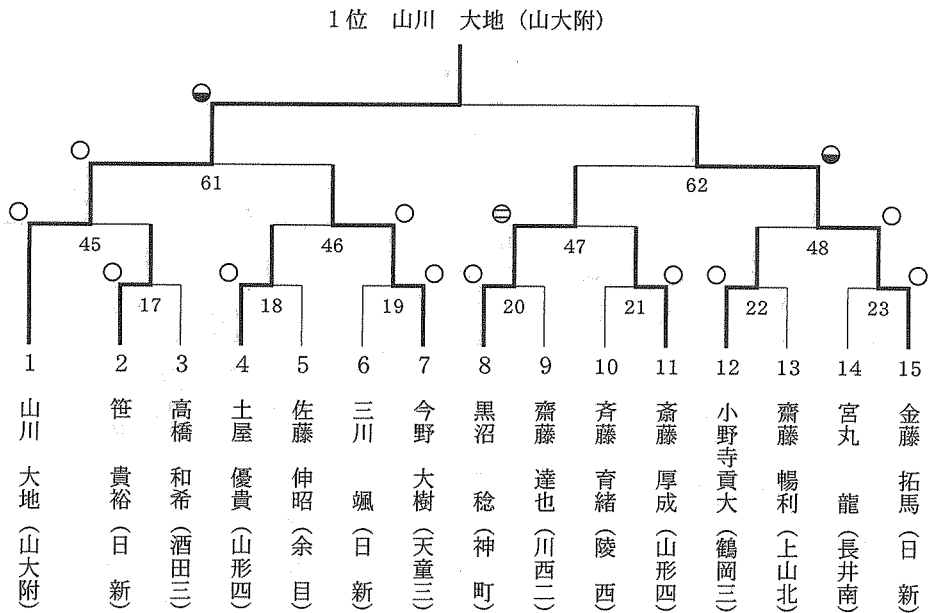 1位 山川 大地 (山大附)
61
62
45
46
47
48
17
18
19
20
21
22
23
1
2
3
4
5
6
7
8
9
10
11
12
13
14
15
山川 大地 (山大附)
笹 貴裕 (日新)
高橋 和希 (酒田三)
土屋 優貴 (山形四)
佐藤 伸昭 (余目)
三川 颯 (日新)
今野 大樹 (天童三)
黒沼 稔 (神町)
齋藤 達也 (川西二)
斉藤 育緒 (陵西)
斎藤 厚成 (山形四)
小野寺貢大 (鶴岡三)
齋藤 暢利 (上山北)
宮丸 龍 (長井南)
金藤 拓馬 (日新)